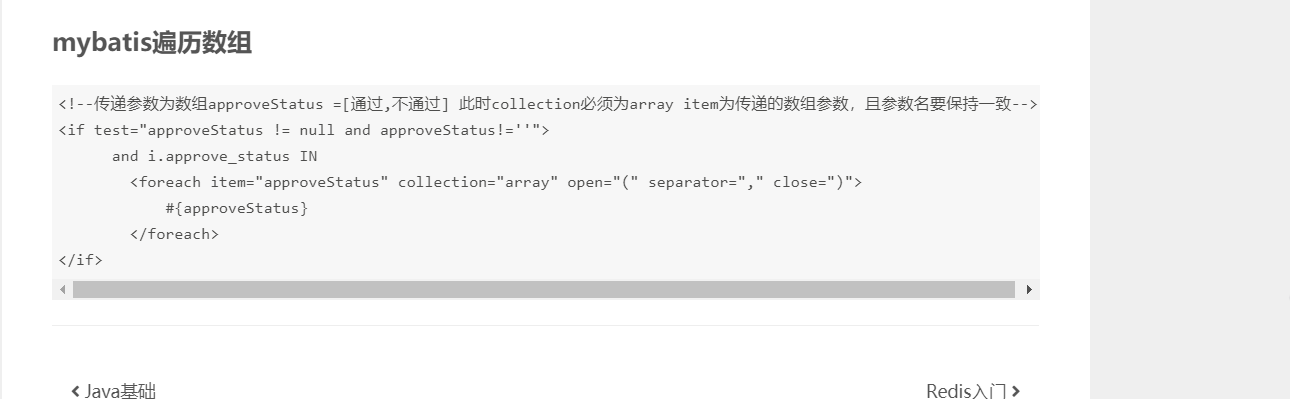 mybatis遍历数组
<!--传递参数为数组approveStatus =[通过,不通过] 此时collection必须为array item为传递的数组参数，且参数名要保持一致-->
<if test="approveStatus != null and approveStatus!=''">
      and i.approve_status IN
        <foreach item="approveStatus" collection="array" open="(" separator="," close=")">
            #{approveStatus}
        </foreach>
</if>
Java基础
Redis入门